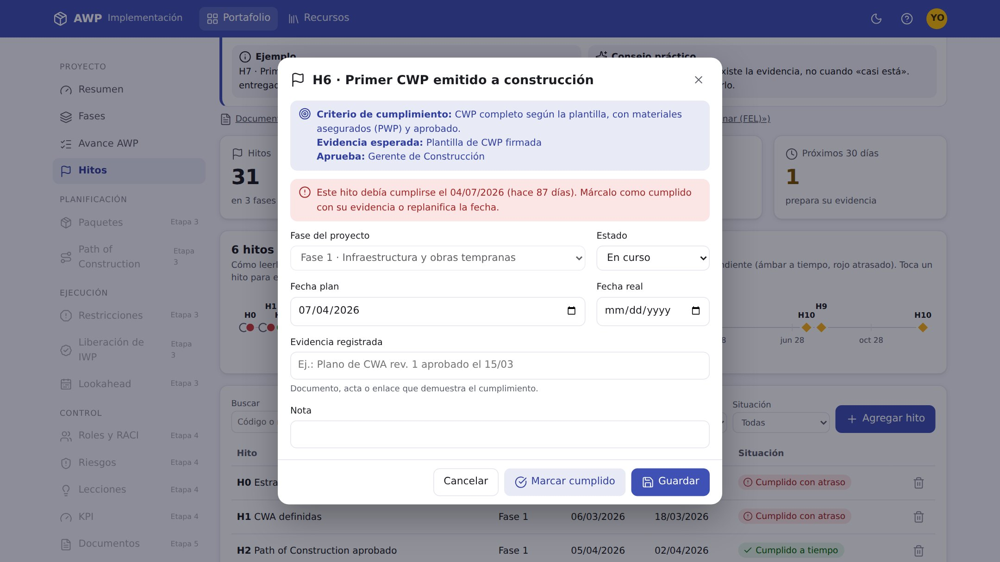 AWP Implementación
Portafolio
Recursos
YO
PROYECTO
Resumen
Fases
Avance AWP
Hitos
PLANIFICACIÓN
Paquetes Etapa 3
Path of Construction Etapa 3
EJECUCIÓN
Restricciones Etapa 3
Liberación de IWP Etapa 3
Lookahead Etapa 3
CONTROL
Roles y RACI Etapa 4
Riesgos Etapa 4
Lecciones Etapa 4
KPI Etapa 4
Documentos Etapa 5
Ejemplo
H7 · Prim
entregad
Consejo práctico
xiste la evidencia, no cuando «casi está».
rlo.
Document
nar (FEL)»)
Hitos
31
en 3 fases
Próximos 30 días
1
prepara su evidencia
6 hitos
Cómo leerl
hito para e
ndiente (ámbar a tiempo, rojo atrasado). Toca un
H0
H1
H10
H9
H10
8
jun 28
oct 28
Buscar
Código o
Situación
Todas
Agregar hito
Hito
Situación
H0 Estra
Cumplido con atraso
H1 CWA definidas Fase 1 06/03/2026 18/03/2026 Cumplido con atraso
H2 Path of Construction aprobado Fase 1 05/04/2026 02/04/2026 Cumplido a tiempo
H6 · Primer CWP emitido a construcción
Criterio de cumplimiento: CWP completo según la plantilla, con materiales
asegurados (PWP) y aprobado.
Evidencia esperada: Plantilla de CWP firmada
Aprueba: Gerente de Construcción
Este hito debía cumplirse el 04/07/2026 (hace 87 días). Márcalo como cumplido
con su evidencia o replanifica la fecha.
Fase del proyecto
Fase 1 · Infraestructura y obras tempranas
Estado
En curso
Fecha plan
07/04/2026
Fecha real
mm/dd/yyyy
Evidencia registrada
Ej.: Plano de CWA rev. 1 aprobado el 15/03
Documento, acta o enlace que demuestra el cumplimiento.
Nota
Cancelar
Marcar cumplido
Guardar